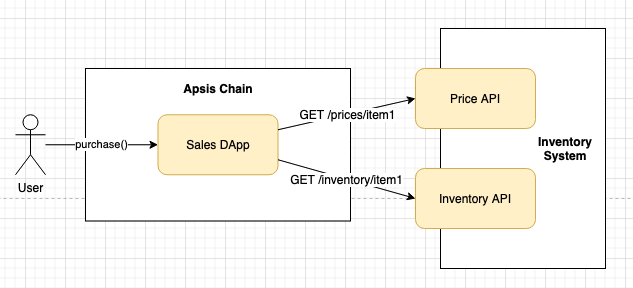 Apsis Chain
User
purchase()
Sales DApp
GET /prices/item1
GET /inventory/item1
Price API
Inventory API
Inventory
System